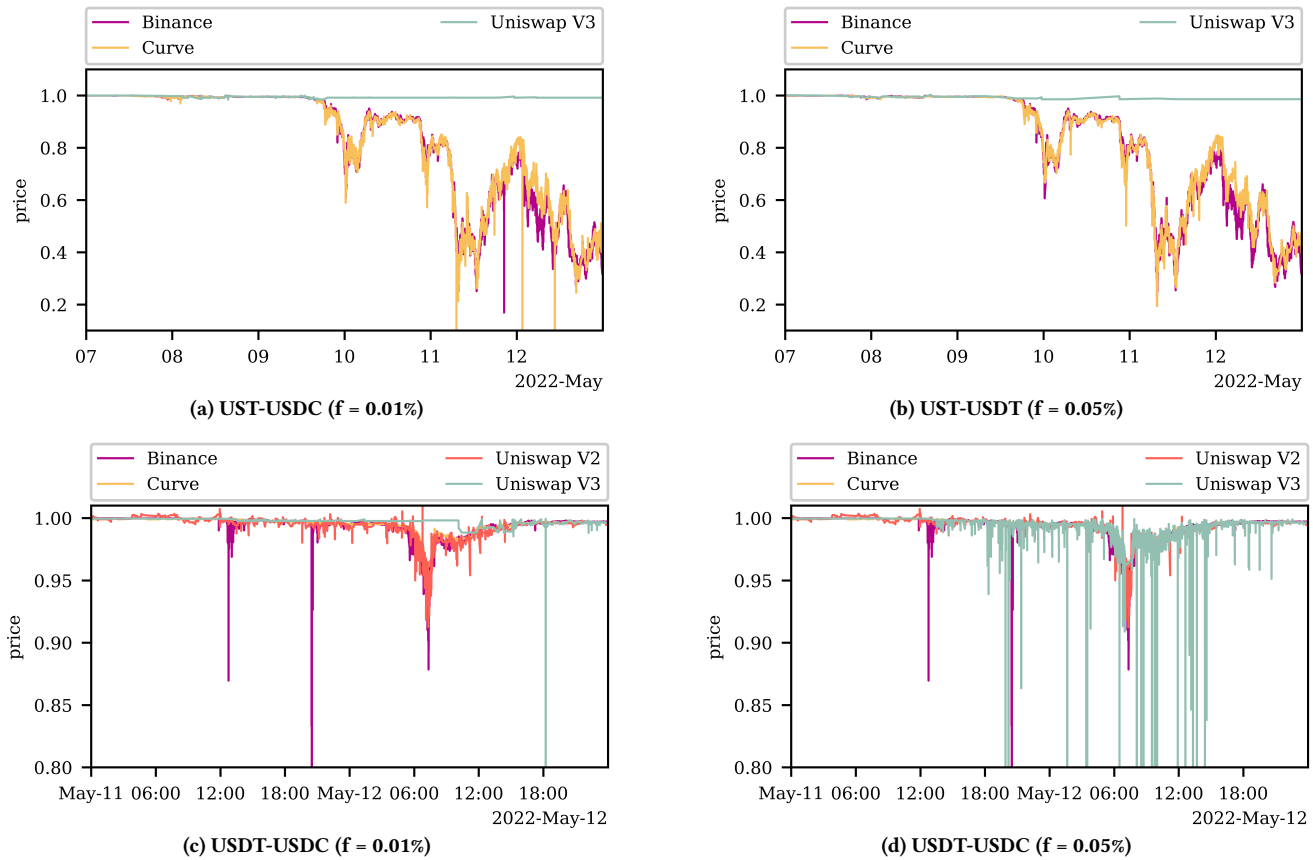 Binance Uniswap V3
Curve
price
1.0
0.8
0.6
0.4
0.2
07 08 09 10 11 12
2022-May
(a) UST-USDC (f = 0.01%)
Binance Uniswap V3
Curve
price
1.0
0.8
0.6
0.4
0.2
07 08 09 10 11 12
2022-May
(b) UST-USDT (f = 0.05%)
Binance Uniswap V2
Curve Uniswap V3
price
1.00
0.95
0.90
0.85
0.80
May-11 06:00 12:00 18:00 May-12 06:00 12:00 18:00
2022-May-12
(c) USDT-USDC (f = 0.01%)
Binance Uniswap V2
Curve Uniswap V3
price
1.00
0.95
0.90
0.85
0.80
May-11 06:00 12:00 18:00 May-12 06:00 12:00 18:00
2022-May-12
(d) USDT-USDC (f = 0.05%)